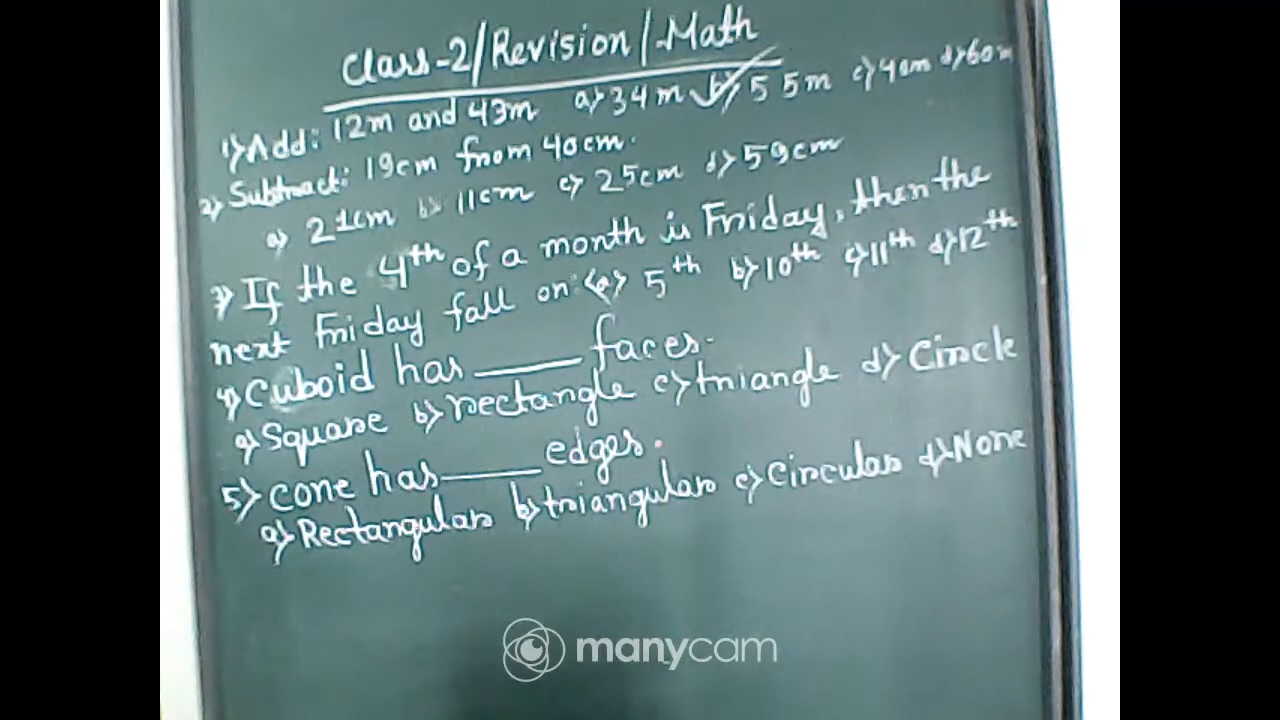 Class-2/Revision/-Math
1) Add: 12m and 43m a) 34m b) 55m c) 40m d) 60m
2) Subtract: 19cm from 40cm.
a) 21cm b) 11cm c) 25cm d) 59cm
3) If the 4th of a month is Friday, then the
next Friday fall on: a) 5th b) 10th c) 11th d) 12th
4) Cuboid has ____ faces.
a) Square b) rectangle c) triangle d) Circle
5) cone has ____ edges.
a) Rectangular b) triangular c) Circular d) None
manycam